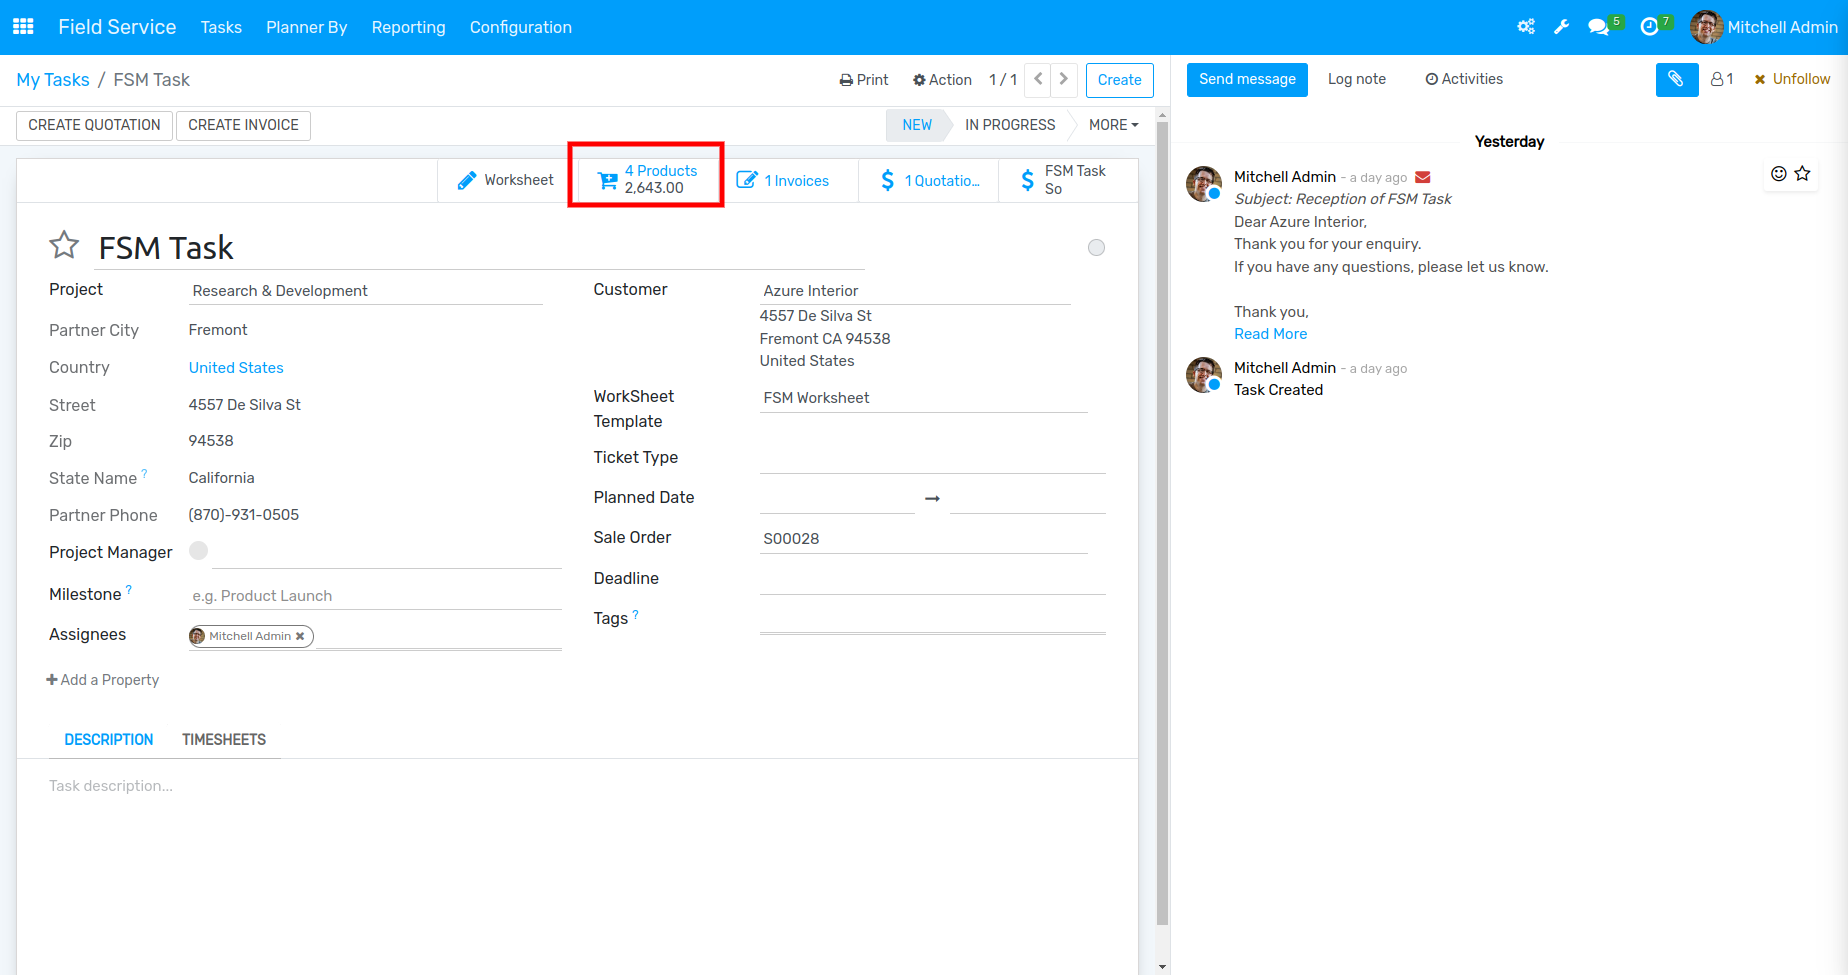 Field Service Tasks Planner By Reporting Configuration 5 7 Mitchell Admin
My Tasks / FSM Task Print Action 1 / 1 Create
Send message Log note Activities 1 Unfollow
CREATE QUOTATION CREATE INVOICE NEW IN PROGRESS MORE
Worksheet
4 Products
2,643.00
1 Invoices
$ 1 Quotatio...
$ FSM Task
So
FSM Task
Project Research & Development
Partner City Fremont
Country United States
Street 4557 De Silva St
Zip 94538
State Name ? California
Partner Phone (870)-931-0505
Project Manager
Milestone ? e.g. Product Launch
Assignees Mitchell Admin
Add a Property
Customer Azure Interior
4557 De Silva St
Fremont CA 94538
United States
WorkSheet
Template
FSM Worksheet
Ticket Type
Planned Date
Sale Order S00028
Deadline
Tags ?
DESCRIPTION TIMESHEETS
Task description...
Yesterday
Mitchell Admin - a day ago
Subject: Reception of FSM Task
Dear Azure Interior,
Thank you for your enquiry.
If you have any questions, please let us know.
Thank you,
Read More
Mitchell Admin - a day ago
Task Created